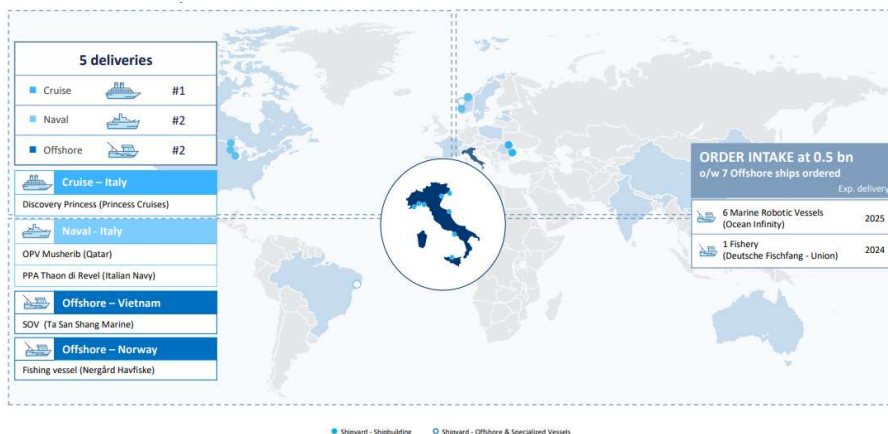 5 deliveries
Cruise #1
Naval #2
Offshore #2
Cruise – Italy
Discovery Princess (Princess Cruises)
Naval - Italy
OPV Musherib (Qatar)
PPA Thaon di Revel (Italian Navy)
Offshore – Vietnam
SOV (Ta San Shang Marine)
Offshore – Norway
Fishing vessel (Nergård Havfiske)
ORDER INTAKE at 0.5 bn
o/w 7 Offshore ships ordered
Exp. delivery
6 Marine Robotic Vessels
(Ocean Infinity) 2025
1 Fishery
(Deutsche Fischfang - Union) 2024
Shipyard - Shipbuilding Shipyard - Offshore & Specialized Vessels